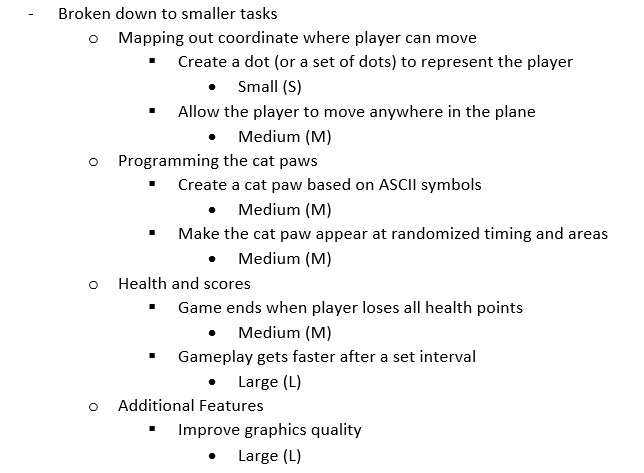 - Broken down to smaller tasks
o Mapping out coordinate where player can move
▪ Create a dot (or a set of dots) to represent the player
• Small (S)
▪ Allow the player to move anywhere in the plane
• Medium (M)
o Programming the cat paws
▪ Create a cat paw based on ASCII symbols
• Medium (M)
▪ Make the cat paw appear at randomized timing and areas
• Medium (M)
o Health and scores
▪ Game ends when player loses all health points
• Medium (M)
▪ Gameplay gets faster after a set interval
• Large (L)
o Additional Features
▪ Improve graphics quality
• Large (L)